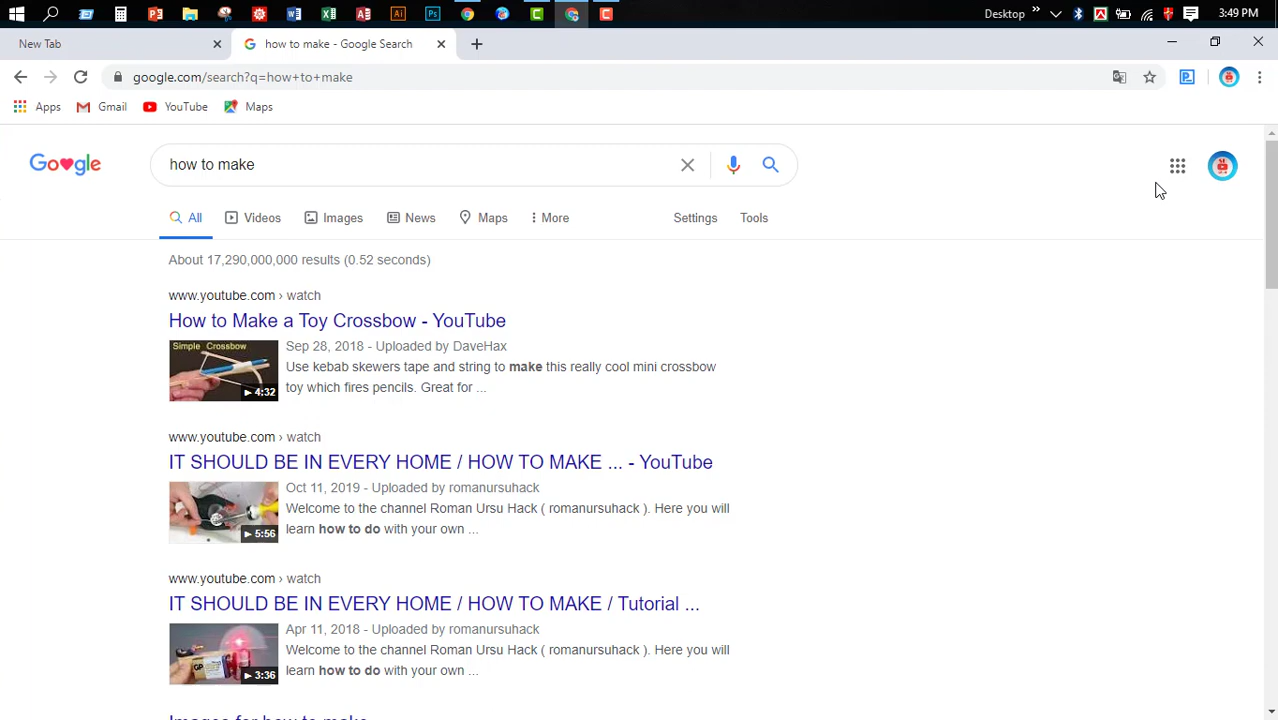 Desktop
3:49 PM
New Tab
how to make - Google Search
google.com/search?q=how+to+make
Apps
Gmail
YouTube
Maps
Google
how to make
All
Videos
Images
News
Maps
More
Settings
Tools
About 17,290,000,000 results (0.52 seconds)
www.youtube.com › watch
How to Make a Toy Crossbow - YouTube
Simple Crossbow
4:32
Sep 28, 2018 - Uploaded by DaveHax
Use kebab skewers tape and string to make this really cool mini crossbow
toy which fires pencils. Great for ...
www.youtube.com › watch
IT SHOULD BE IN EVERY HOME / HOW TO MAKE ... - YouTube
5:56
Oct 11, 2019 - Uploaded by romanursuhack
Welcome to the channel Roman Ursu Hack ( romanursuhack ). Here you will
learn how to do with your own ...
www.youtube.com › watch
IT SHOULD BE IN EVERY HOME / HOW TO MAKE / Tutorial ...
GP
3:36
Apr 11, 2018 - Uploaded by romanursuhack
Welcome to the channel Roman Ursu Hack ( romanursuhack ). Here you will
learn how to do with your own ...
Images for how to make